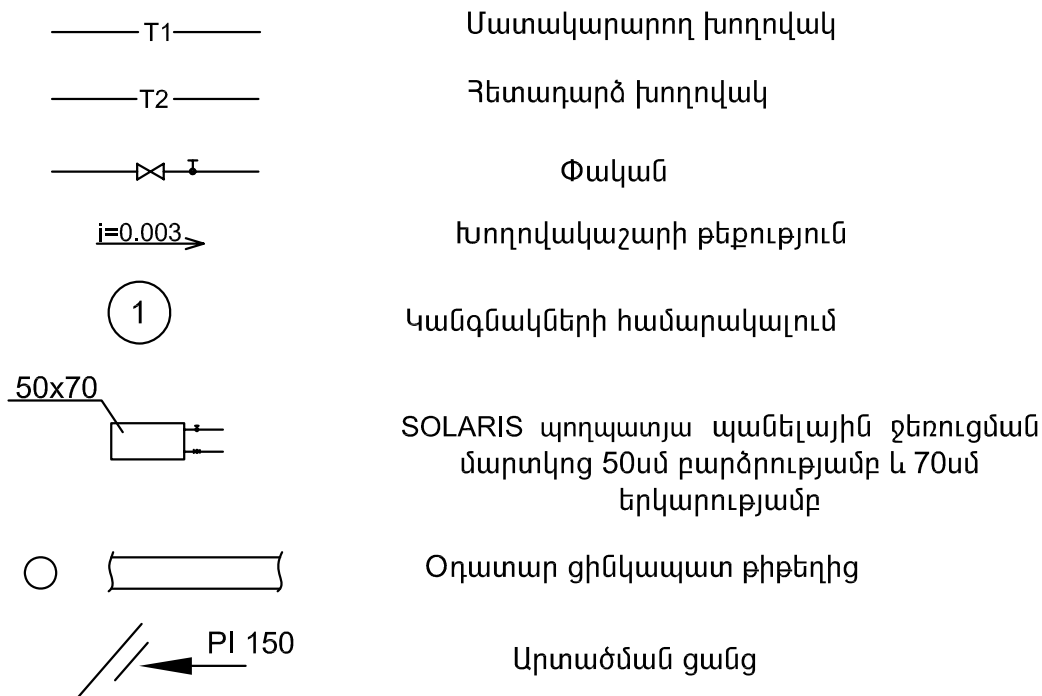 T1 Մատակարարող խողովակ
T2 Հետադարձ խողովակ
Փական
i=0.003 Խողովակաշարի թեքություն
1 Կանգնակների համարակալում
50x70
SOLARIS պողպատյա պանելային ջեռուցման
մարտկոց 50սմ բարձրությամբ և 70սմ
երկարությամբ
Օդատար ցինկապատ թիթեղից
PI 150
Արտածման ցանց